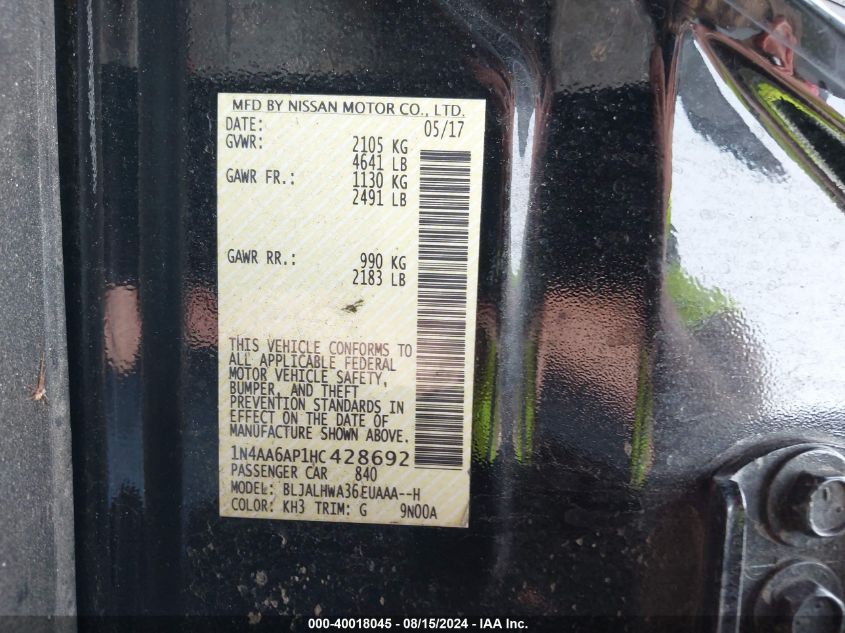 MFD BY NISSAN MOTOR CO., LTD.
DATE: 05/17
GVWR: 2105 KG
4641 LB
GAWR FR.: 1130 KG
2491 LB
GAWR RR.: 990 KG
2183 LB
THIS VEHICLE CONFORMS TO
ALL APPLICABLE FEDERAL
MOTOR VEHICLE SAFETY,
BUMPER, AND THEFT
PREVENTION STANDARDS IN
EFFECT ON THE DATE OF
MANUFACTURE SHOWN ABOVE.
1N4AA6AP1HC428692
PASSENGER CAR 840
MODEL: BLJALHWA36EUAAA--H
COLOR: KH3 TRIM: G 9N00A
000-40018045 - 08/15/2024 - IAA Inc.